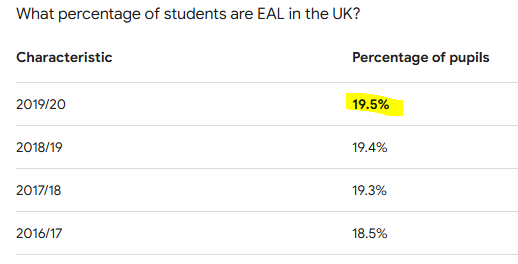 What percentage of students are EAL in the UK?
Characteristic Percentage of pupils
2019/20 19.5%
2018/19 19.4%
2017/18 19.3%
2016/17 18.5%